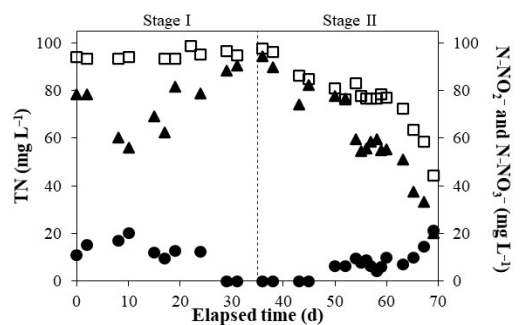 Stage I Stage II
100
80
60
40
20
0
TN (mg L⁻¹)
100
80
60
40
20
0
N-NO₂⁻ and N-NO₃⁻ (mg L⁻¹)
0 10 20 30 40 50 60 70
Elapsed time (d)